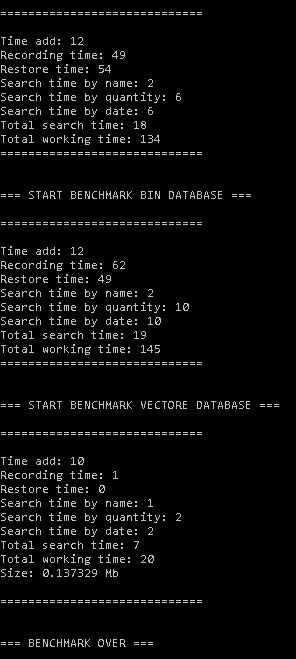 =============================
Time add: 12
Recording time: 49
Restore time: 54
Search time by name: 2
Search time by quantity: 6
Search time by date: 6
Total search time: 18
Total working time: 134
=============================
=== START BENCHMARK BIN DATABASE ===
=============================
Time add: 12
Recording time: 62
Restore time: 49
Search time by name: 2
Search time by quantity: 10
Search time by date: 10
Total search time: 19
Total working time: 145
=============================
=== START BENCHMARK VECTORE DATABASE ===
=============================
Time add: 10
Recording time: 1
Restore time: 0
Search time by name: 1
Search time by quantity: 2
Search time by date: 2
Total search time: 7
Total working time: 20
Size: 0.137329 Mb
=============================
=== BENCHMARK OVER ===